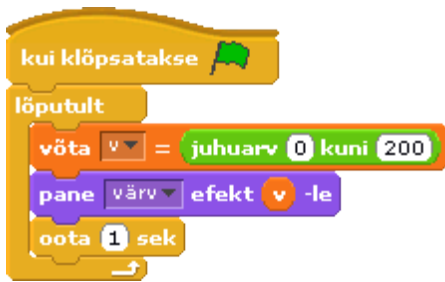 kui klõpsatakse
lõputult
võta v = juhuarv 0 kuni 200
pane värv efekt v -le
oota 1 sek